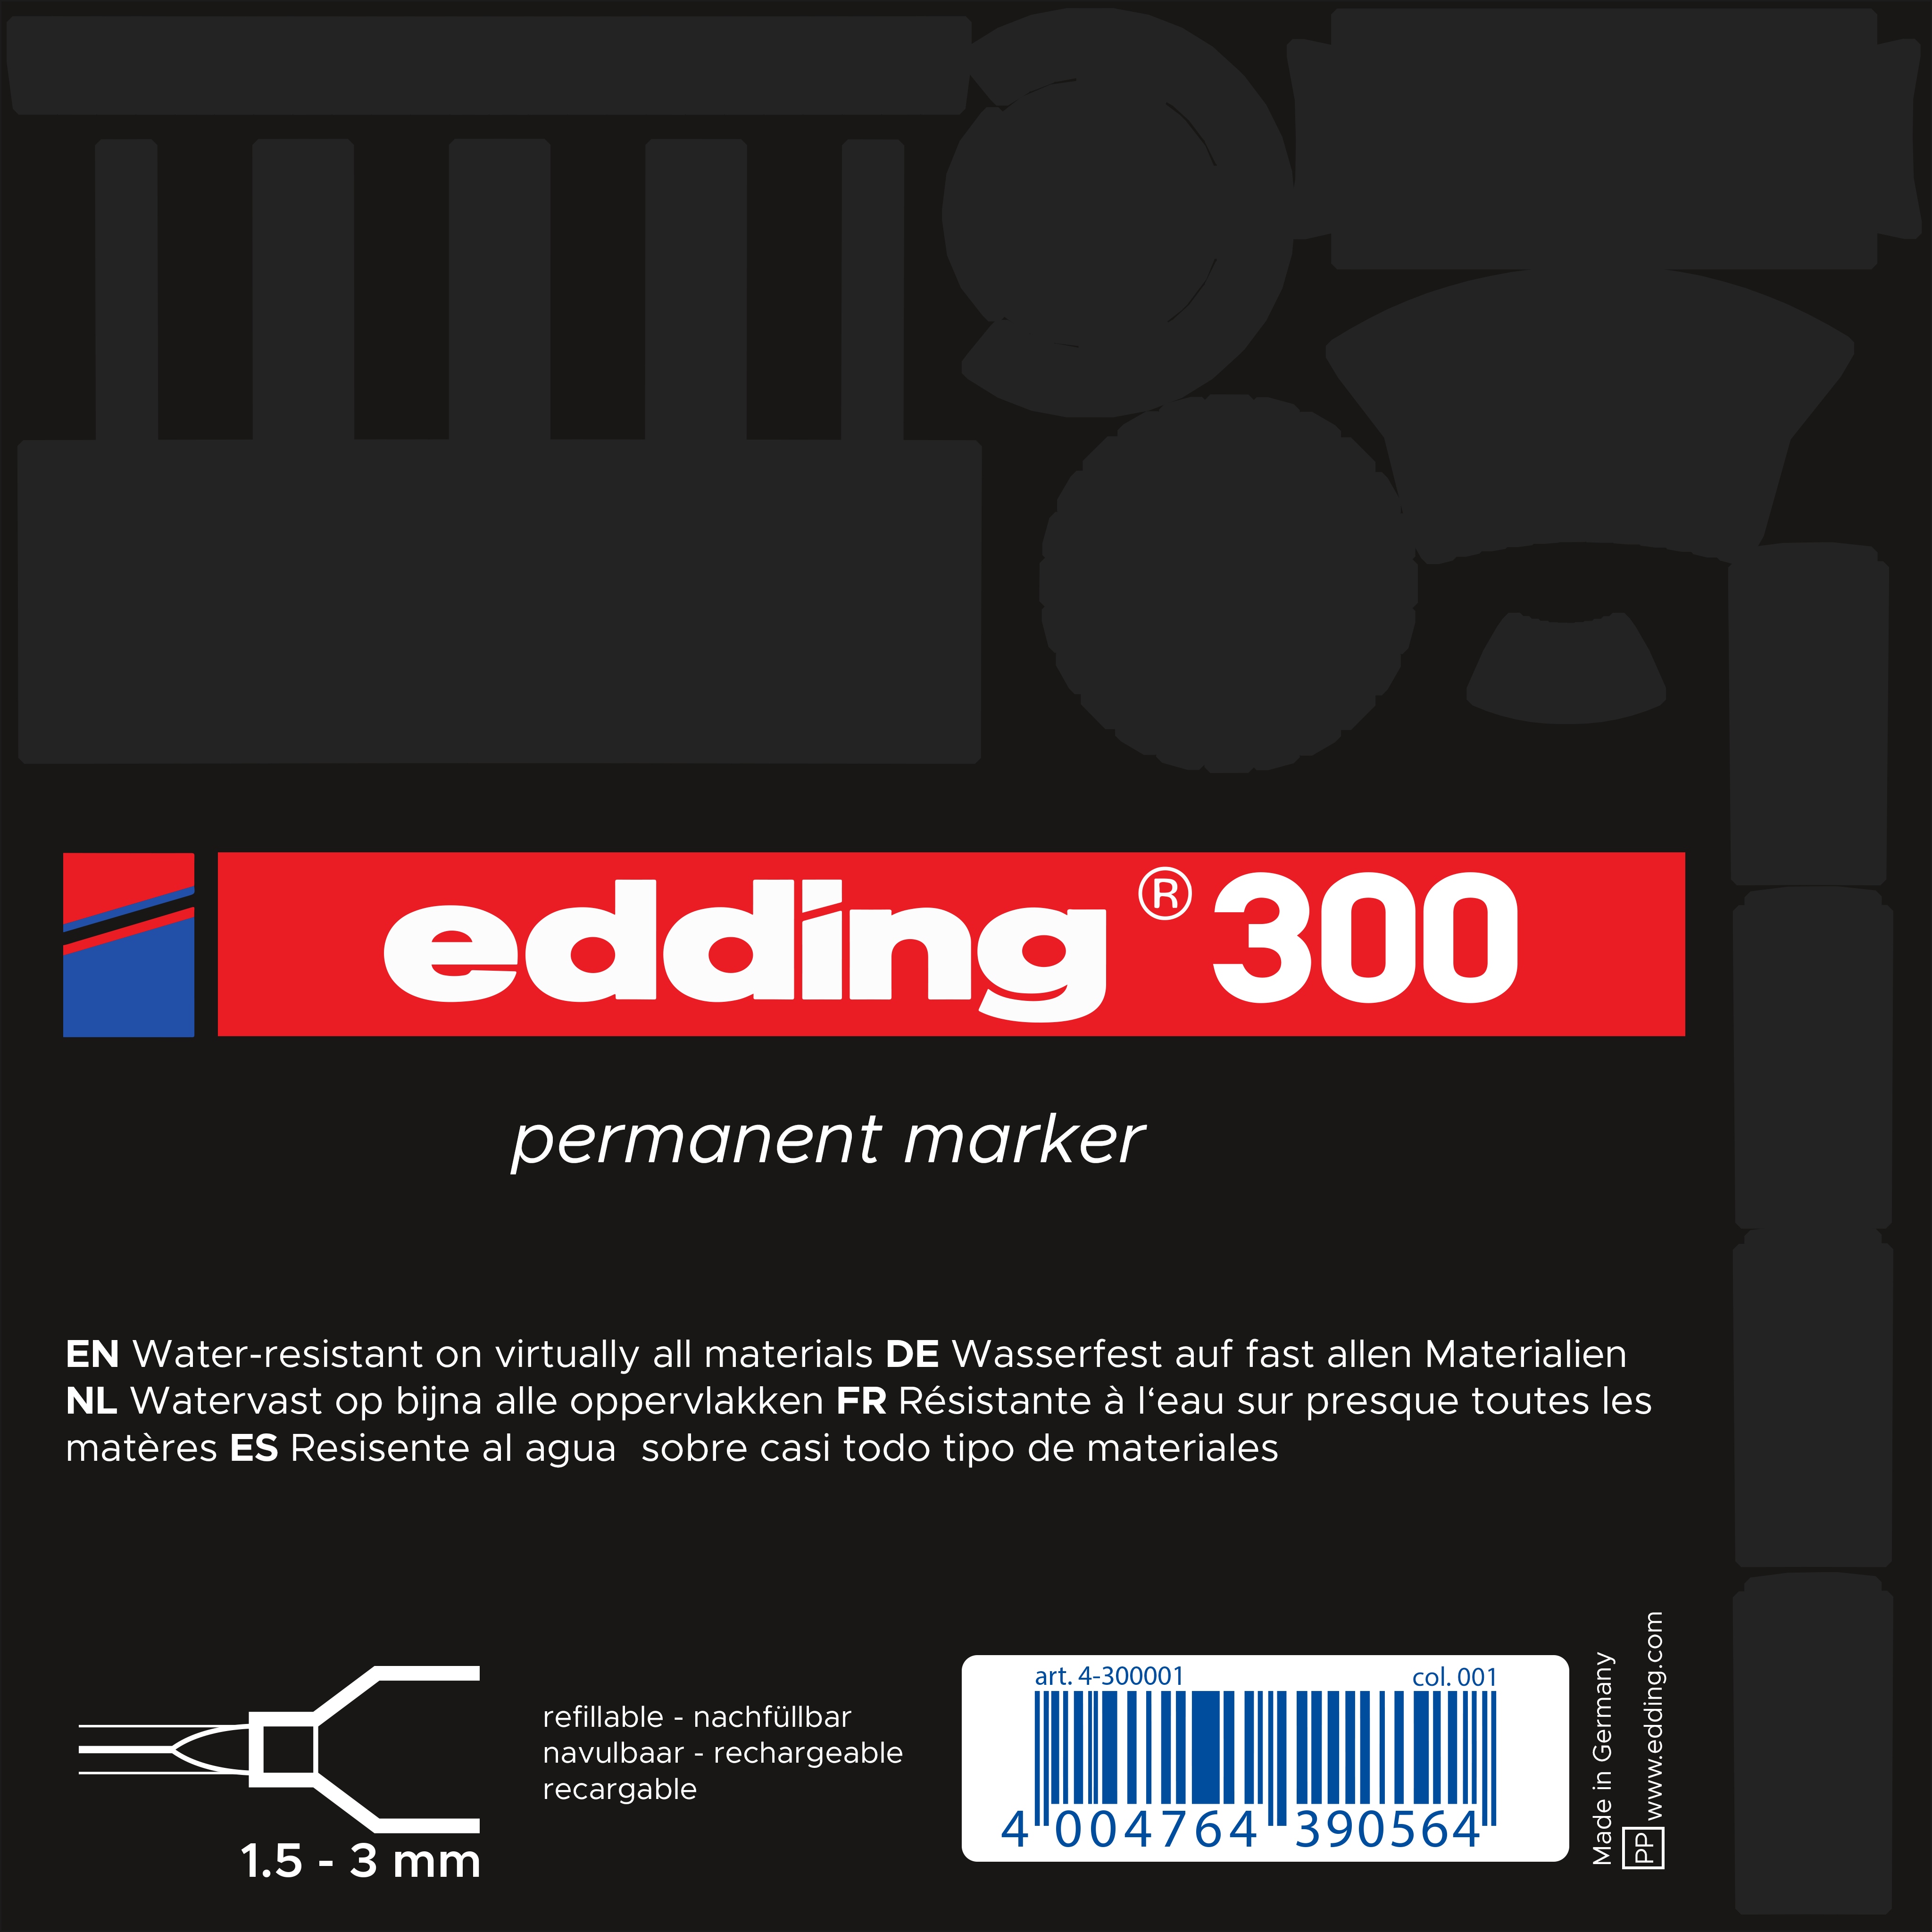 edding® 300
permanent marker
EN Water-resistant on virtually all materials DE Wasserfest auf fast allen Materialien
NL Watervast op bijna alle oppervlakken FR Résistante à l‘eau sur presque toutes les
matères ES Resisente al agua  sobre casi todo tipo de materiales
1.5 - 3 mm
refillable - nachfüllbar
navulbaar - rechargeable
recargable
art. 4-300001
col. 001
4 004764 390564
Made in Germany
PP www.edding.com